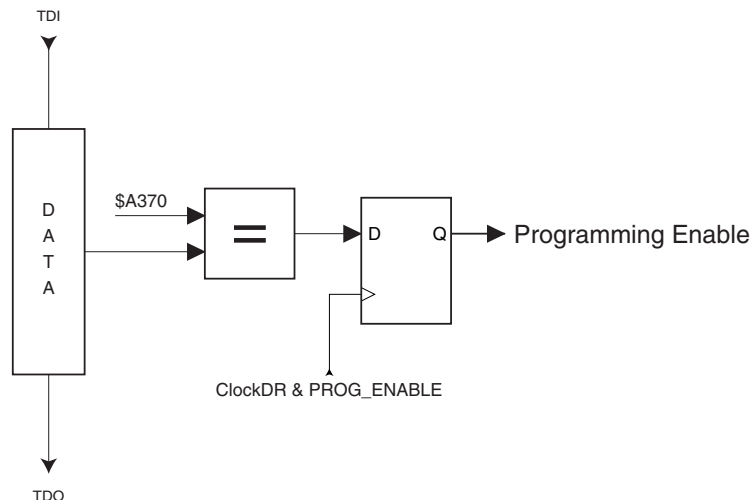 TDI
D
A
T
A
$A370
=
D
Q
Programming Enable
ClockDR & PROG_ENABLE
TDO